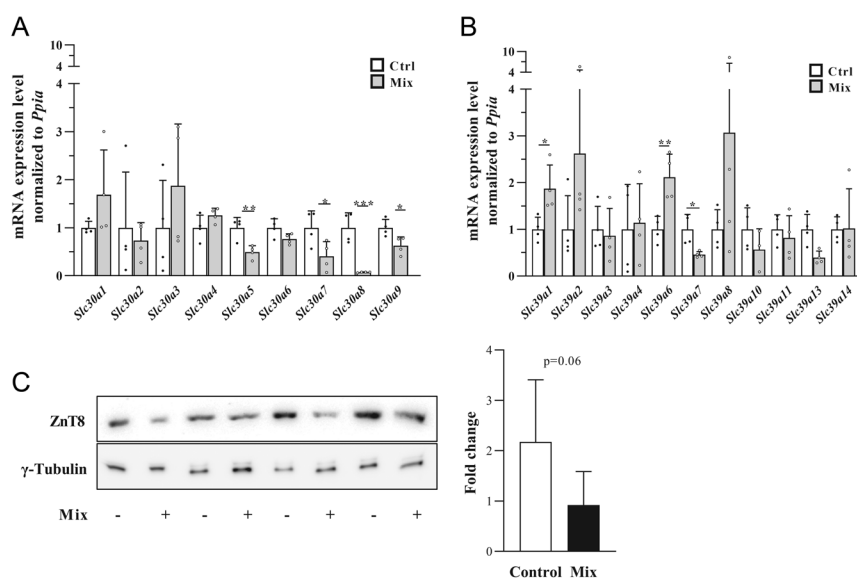 A
mRNA expression level
normalized to Ppia
10
4
4
3
2
1
0
Ctrl
Mix
**
*
***
*
Slc30a1
Slc30a2
Slc30a3
Slc30a4
Slc30a5
Slc30a6
Slc30a7
Slc30a8
Slc30a9
B
mRNA expression level
normalized to Ppia
10
4
4
3
2
1
0
Ctrl
Mix
*
**
*
Slc39a1
Slc39a2
Slc39a3
Slc39a4
Slc39a6
Slc39a7
Slc39a8
Slc39a10
Slc39a11
Slc39a13
Slc39a14
C
ZnT8
γ-Tubulin
Mix - + - + - + - +
Fold change
4
3
2
1
0
p=0.06
Control Mix